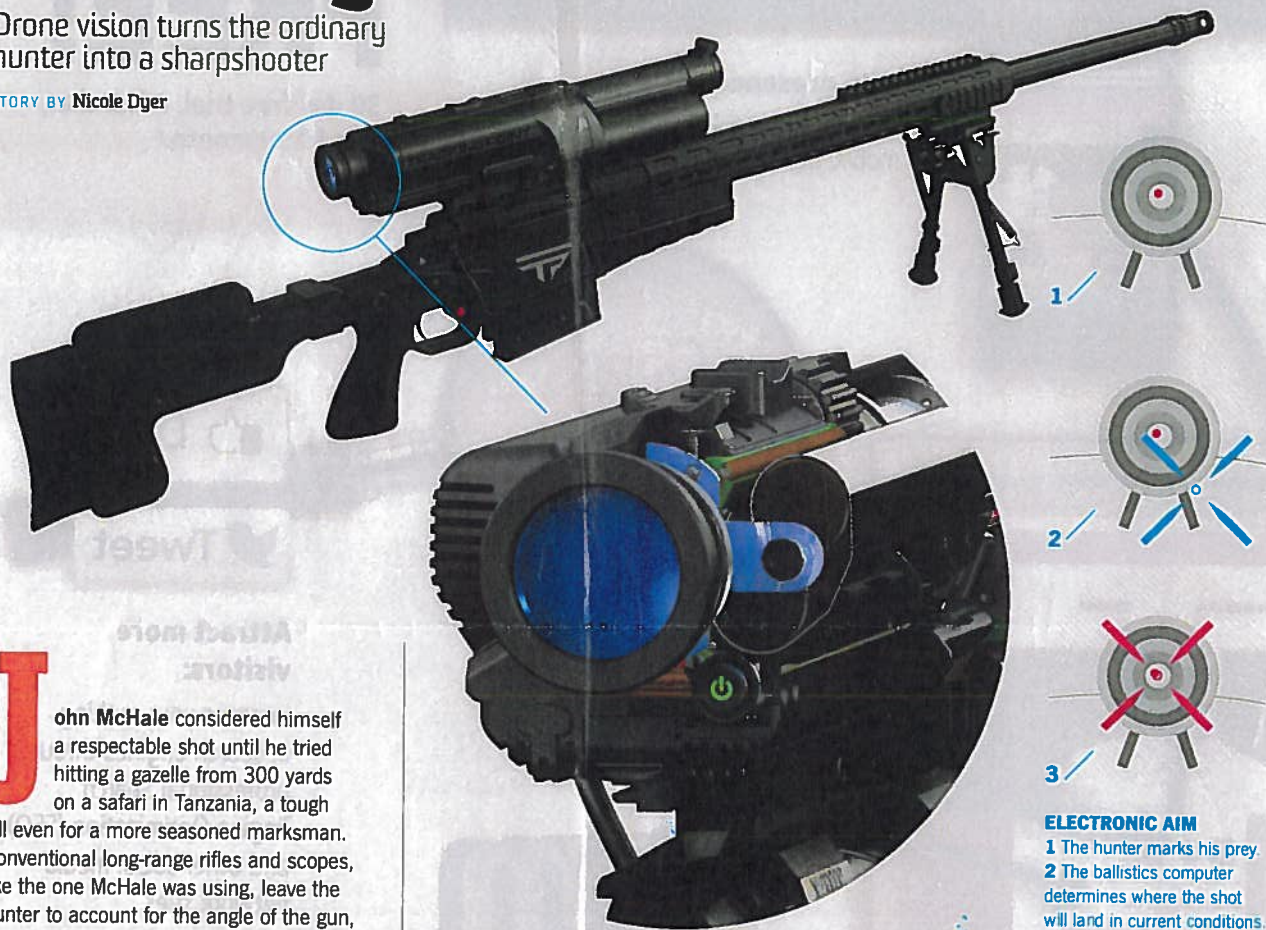 Drone vision turns the ordinary
hunter into a sharpshooter
TORY BY Nicole Dyer
1
2
3
John McHale considered himself
a respectable shot until he tried
hitting a gazelle from 300 yards
on a safari in Tanzania, a tough
ll even for a more seasoned marksman.
onventional long-range rifles and scopes,
ke the one McHale was using, leave the
unter to account for the angle of the gun,
ELECTRONIC AIM
1 The hunter marks his prey.
2 The ballistics computer
determines where the shot
will land in current conditions.